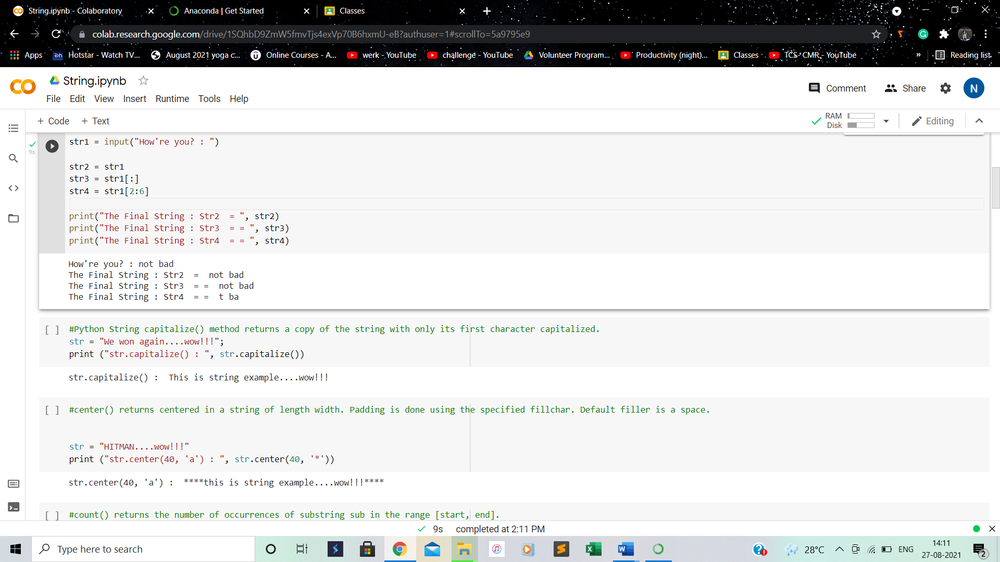 String.ipynb - Colaboratory
Anaconda | Get Started
Classes
colab.research.google.com/drive/1SQhbD9ZmW5fmvTjs4exVp70B6hxmU-eB?authuser=1#scrollTo=5a9795e9
Apps
Hotstar - Watch TV...
August 2021 yoga c...
Online Courses - A...
werk - YouTube
challenge - YouTube
Volunteer Program...
Productivity (night)...
Classes
TCS- CMR - YouTube
»
Reading list
String.ipynb
Comment
Share
N
File Edit View Insert Runtime Tools Help
+ Code + Text
RAM
Disk
Editing
9s
str1 = input("How're you? : ")
str2 = str1
str3 = str1[:]
str4 = str1[2:6]
print("The Final String : Str2  = ", str2)
print("The Final String : Str3  = = ", str3)
print("The Final String : Str4  = = ", str4)
How're you? : not bad
The Final String : Str2  =  not bad
The Final String : Str3  = =  not bad
The Final String : Str4  = =  t ba
[ ] #Python String capitalize() method returns a copy of the string with only its first character capitalized.
str = "We won again....wow!!!";
print ("str.capitalize() : ", str.capitalize())
str.capitalize() :  This is string example....wow!!!
[ ] #center() returns centered in a string of length width. Padding is done using the specified fillchar. Default filler is a space.
str = "HITMAN....wow!!!"
print ("str.center(40, 'a') : ", str.center(40, '*'))
str.center(40, 'a') :  ****this is string example....wow!!!****
[ ] #count() returns the number of occurrences of substring sub in the range [start, end].
9s completed at 2:11 PM
Type here to search
28°C
ENG
14:11
27-08-2021
2